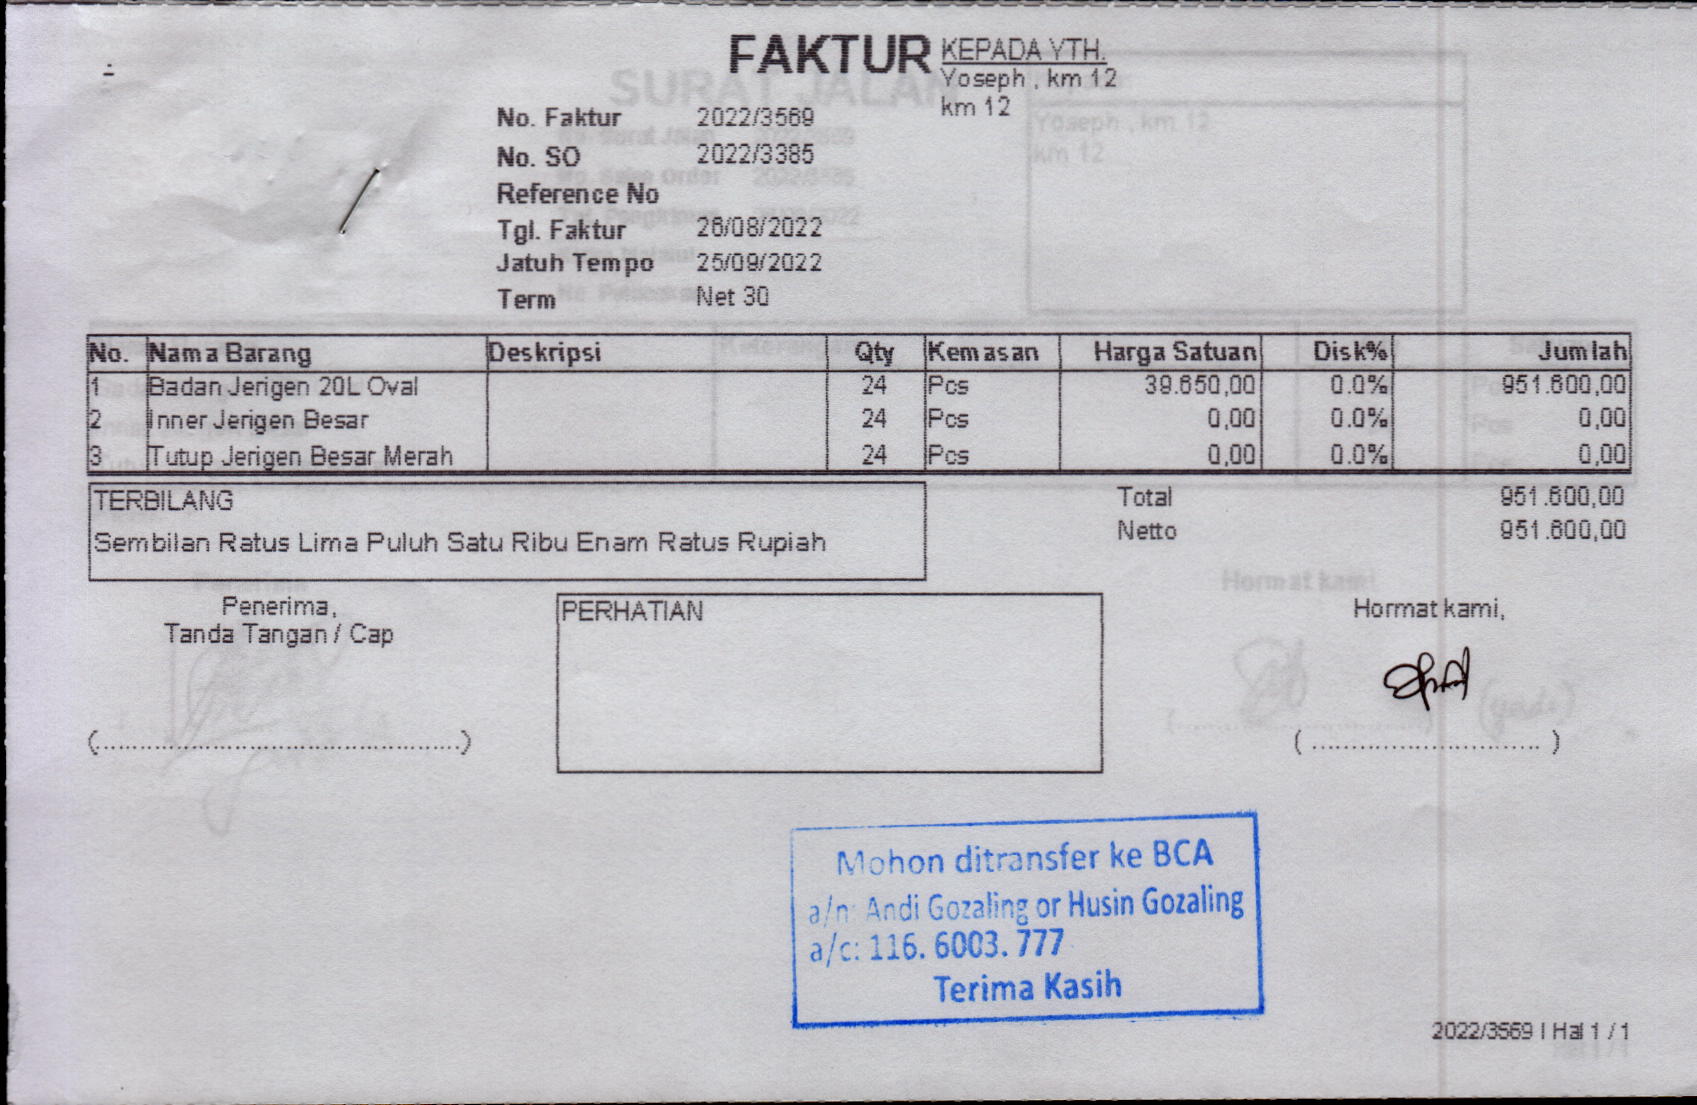 FAKTUR
KEPADA YTH.
Yoseph , km 12
km 12
No. Faktur 2022/3569
No. SO 2022/3385
Reference No
Tgl. Faktur 26/08/2022
Jatuh Tempo 25/09/2022
Term Net 30
No. Nama Barang Deskripsi Qty Kemasan Harga Satuan Disk% Jumlah
1 Badan Jerigen 20L Oval 24 Pcs 39.650,00 0.0% 951.600,00
2 Inner Jerigen Besar 24 Pcs 0,00 0.0% 0,00
3 Tutup Jerigen Besar Merah 24 Pcs 0,00 0.0% 0,00
TERBILANG
Sembilan Ratus Lima Puluh Satu Ribu Enam Ratus Rupiah
Total 951.600,00
Netto 951.600,00
Penerima,
Tanda Tangan / Cap
(................................................)
PERHATIAN
Hormat kami,
( ............................. )
Mohon ditransfer ke BCA
a/n: Andi Gozaling or Husin Gozaling
a/c: 116. 6003. 777
Terima Kasih
2022/3569 | Hal 1 / 1